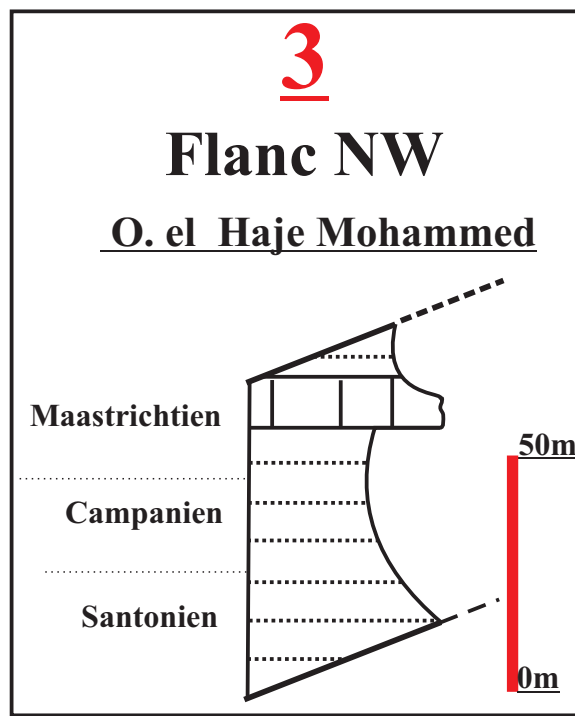 3
Flanc NW
O. el Haje Mohammed
Maastrichtien
50m
Campanien
Santonien
0m